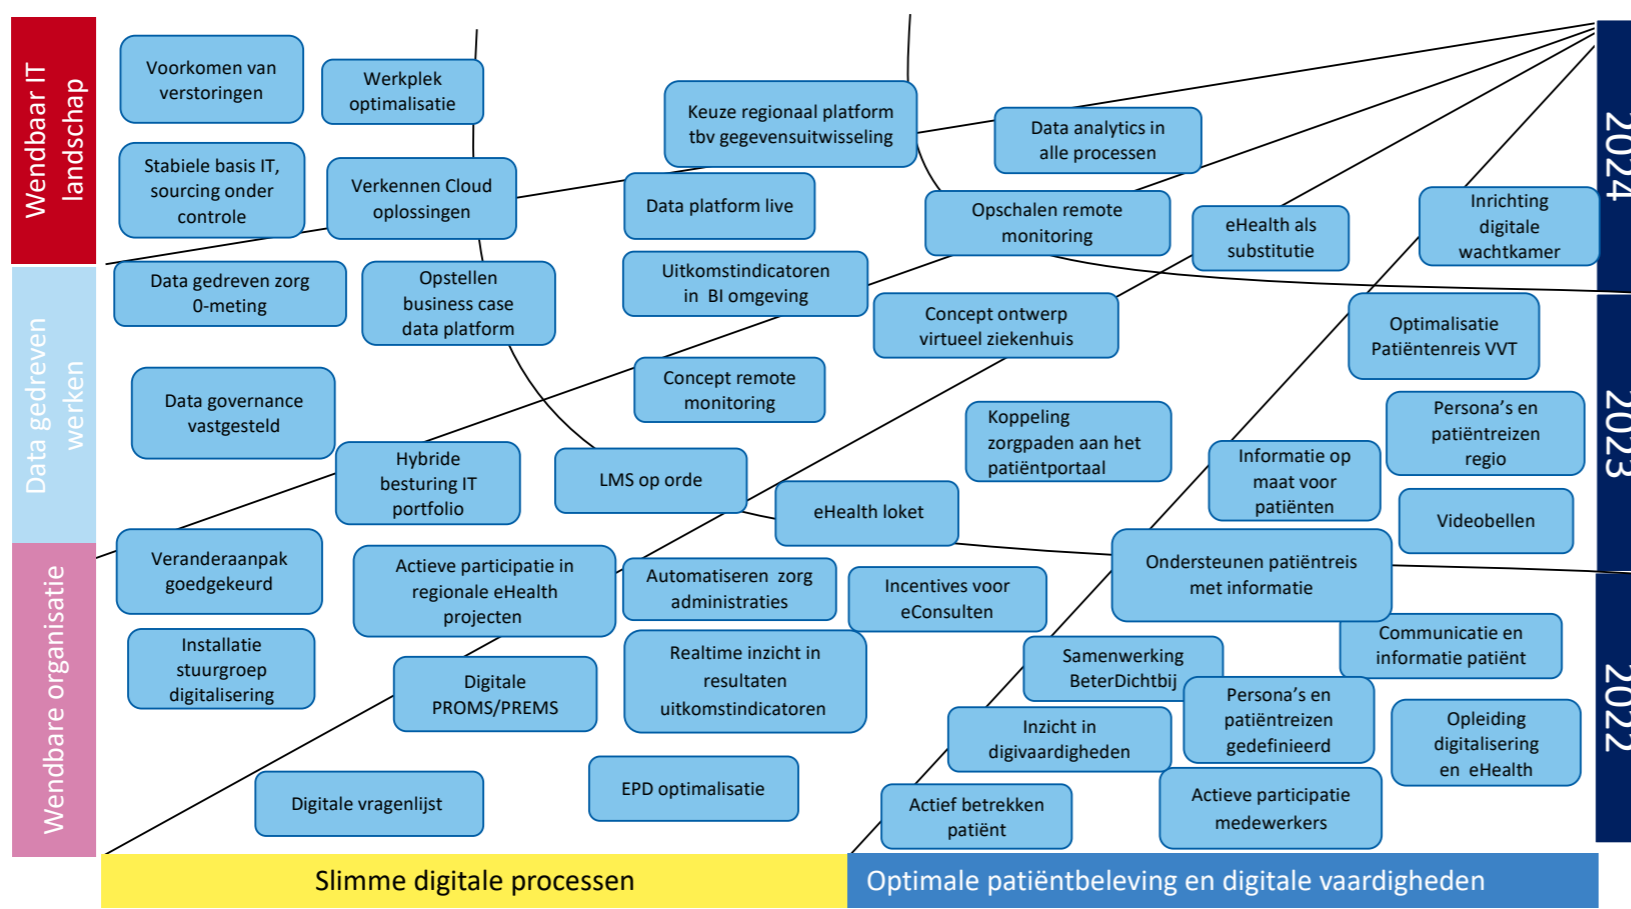 Wendbaar IT
landschap
Data gedreven
werken
Wendbare organisatie
Voorkomen van
verstoringen
Werkplek
optimalisatie
Stabiele basis IT,
sourcing onder
controle
Verkennen Cloud
oplossingen
Keuze regionaal platform
tbv gegevensuitwisseling
Data analytics in
alle processen
Data platform live
Opschalen remote
monitoring
eHealth als
substitutie
Inrichting
digitale
wachtkamer
2024
Data gedreven zorg
0-meting
Opstellen
business case
data platform
Uitkomstindicatoren
in BI omgeving
Concept ontwerp
virtueel ziekenhuis
Optimalisatie
Patiëntenreis VVT
Data governance
vastgesteld
Concept remote
monitoring
Koppeling
zorgpaden aan het
patiëntportaal
Persona's en
patiëntreizen
regio
Hybride
besturing IT
portfolio
LMS op orde
eHealth loket
Informatie op
maat voor
patiënten
Videobellen
2023
Veranderaanpak
goedgekeurd
Actieve participatie in
regionale eHealth
projecten
Automatiseren zorg
administraties
Incentives voor
eConsulten
Ondersteunen patiëntreis
met informatie
Installatie
stuurgroep
digitalisering
Digitale
PROMS/PREMS
Realtime inzicht in
resultaten
uitkomstindicatoren
Samenwerking
BeterDichtbij
Communicatie en
informatie patiënt
Inzicht in
digivaardigheden
Persona's en
patiëntreizen
gedefinieerd
Opleiding
digitalisering
en eHealth
Digitale vragenlijst
EPD optimalisatie
Actief betrekken
patiënt
Actieve participatie
medewerkers
2022
Slimme digitale processen
Optimale patiëntbeleving en digitale vaardigheden